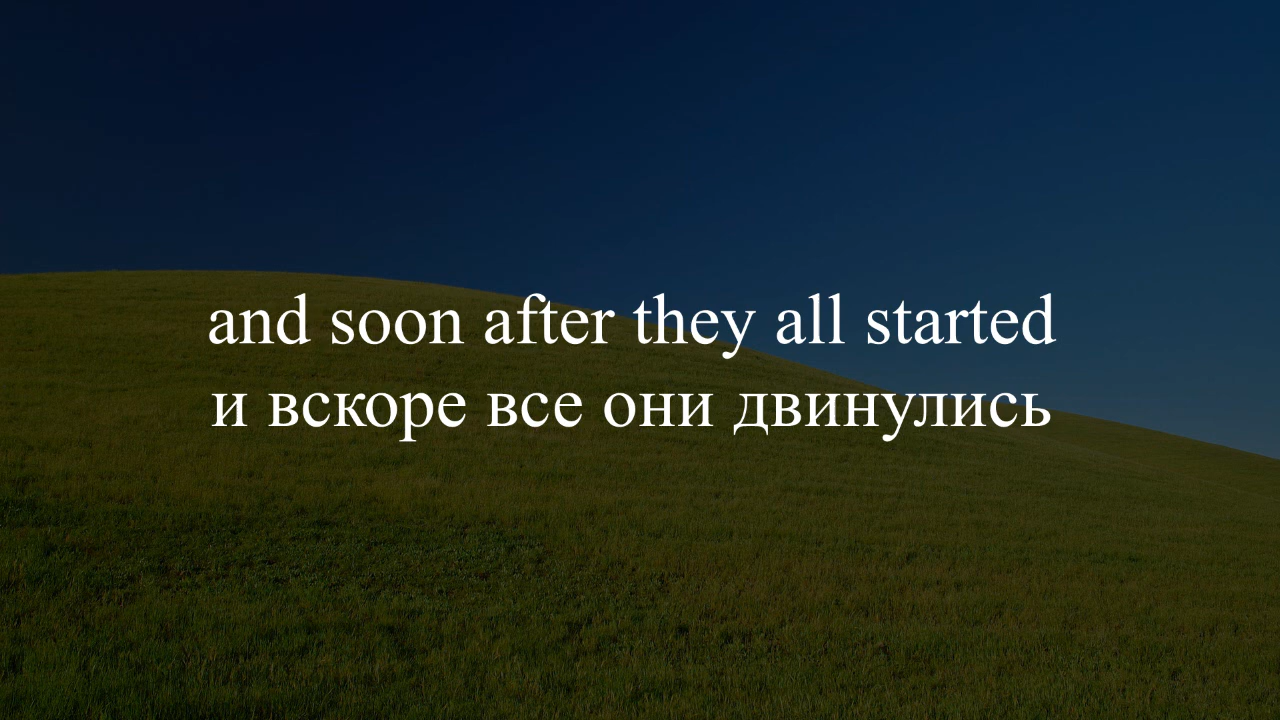 and soon after they all started
и вскоре все они двинулись